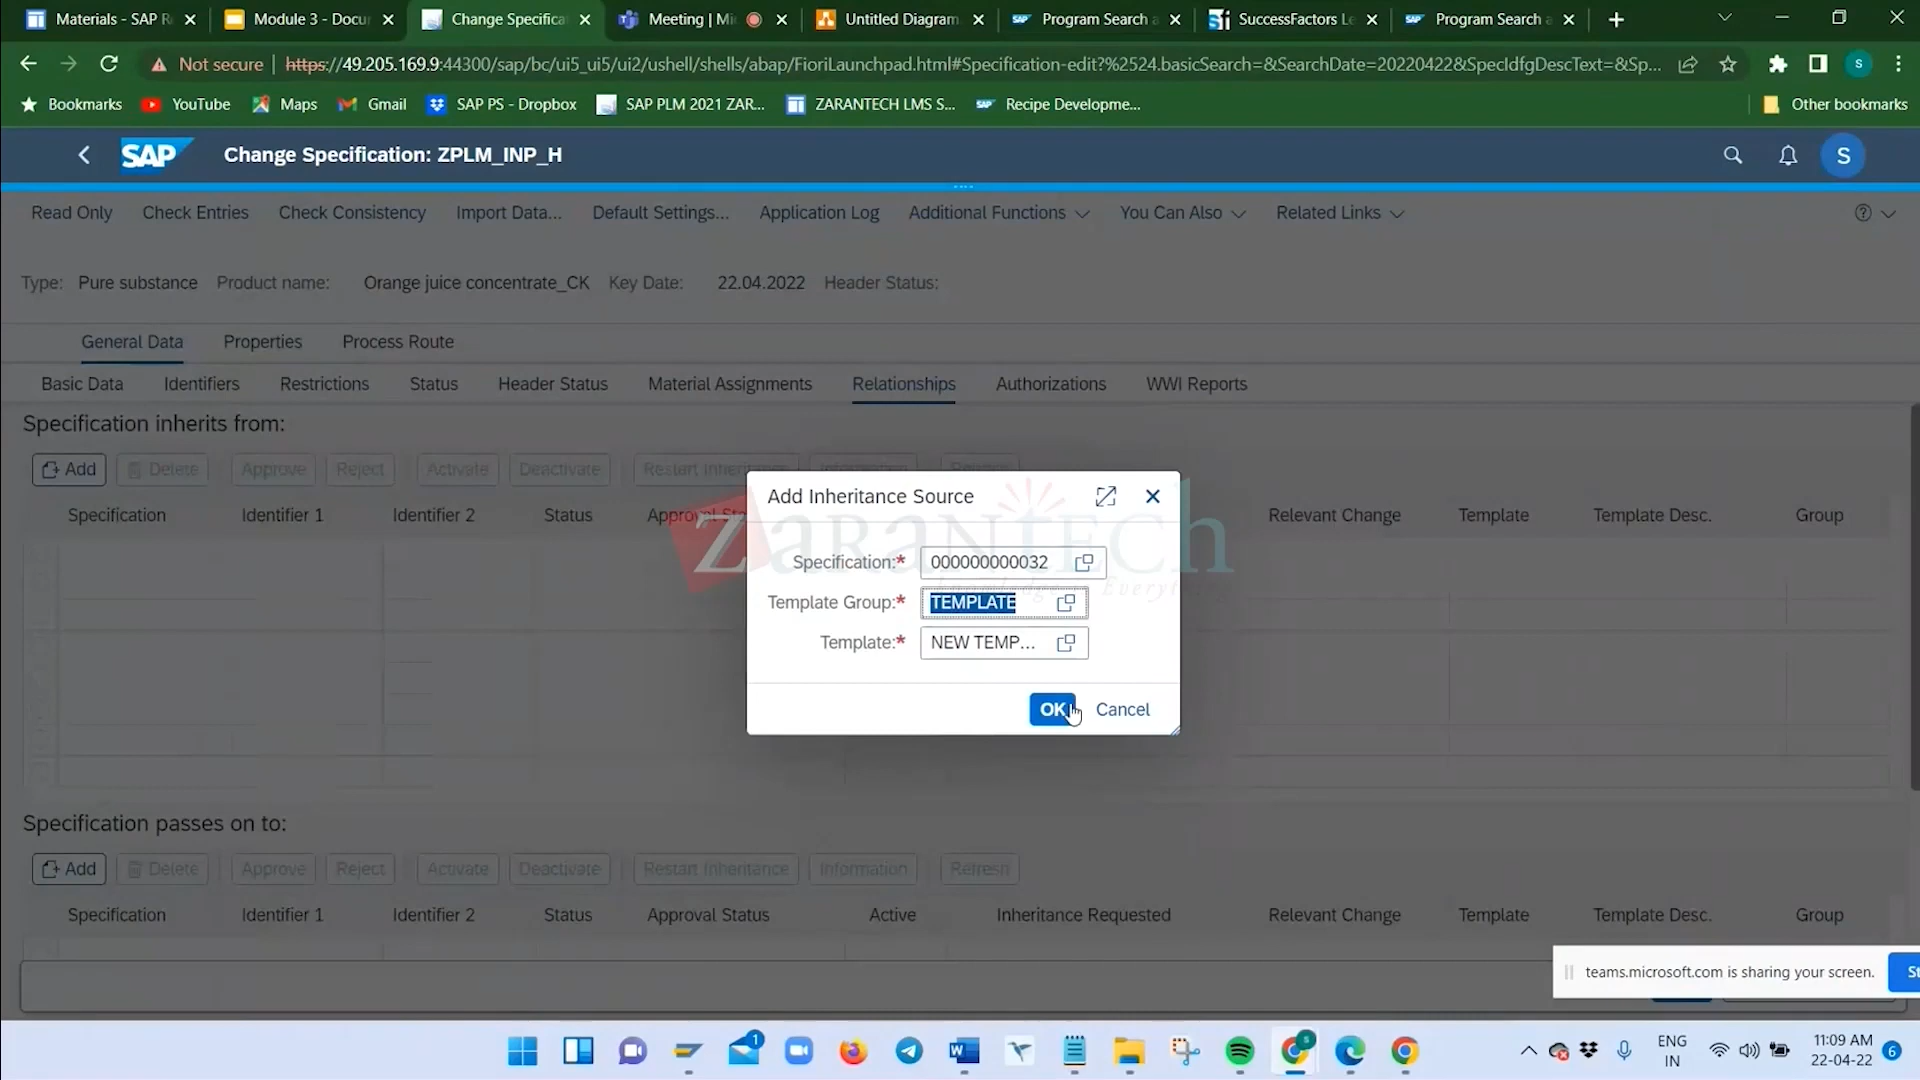 Materials - SAP R
Module 3 - Docu
Change Specifica
Meeting | Mi
Untitled Diagram
Program Search a
SuccessFactors Le
Program Search a
Not secure
https://49.205.169.9:44300/sap/bc/ui5_ui5/ui2/ushell/shells/abap/FioriLaunchpad.html#Specification-edit?%2524.basicSearch=&SearchDate=20220422&SpecIdfgDescText=&Sp...
S
Bookmarks
YouTube
Maps
Gmail
SAP PS - Dropbox
SAP PLM 2021 ZAR...
ZARANTECH LMS S...
Recipe Developme...
Other bookmarks
SAP
Change Specification: ZPLM_INP_H
S
Read Only
Check Entries
Check Consistency
Import Data...
Default Settings...
Application Log
Additional Functions
You Can Also
Related Links
Type: Pure substance
Product name: Orange juice concentrate_CK
Key Date: 22.04.2022
Header Status:
General Data
Properties
Process Route
Basic Data
Identifiers
Restrictions
Status
Header Status
Material Assignments
Relationships
Authorizations
WWI Reports
Specification inherits from:
Add
Delete
Approve
Reject
Activate
Deactivate
Restart Inheritance
Information
Refresh
Specification
Identifier 1
Identifier 2
Status
Approval Sta
Relevant Change
Template
Template Desc.
Group
Add Inheritance Source
Specification:* 000000000032
Template Group:* TEMPLATE
Template:* NEW TEMP...
OK
Cancel
ZaranTech
Specification passes on to:
Add
Delete
Approve
Reject
Activate
Deactivate
Restart Inheritance
Information
Refresh
Specification
Identifier 1
Identifier 2
Status
Approval Status
Active
Inheritance Requested
Relevant Change
Template
Template Desc.
Group
teams.microsoft.com is sharing your screen.
St
1
ENG
IN
11:09 AM
22-04-22
6